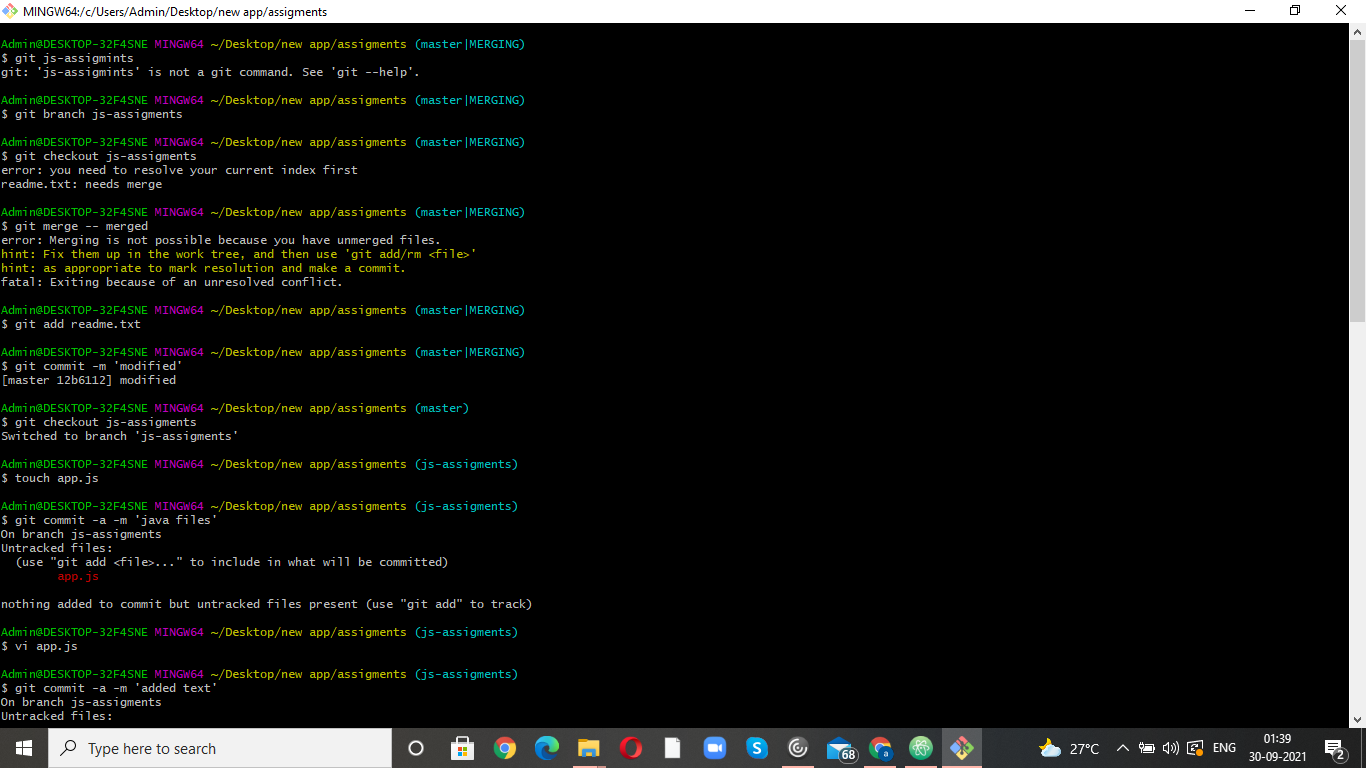 MINGW64:/c/Users/Admin/Desktop/new app/assigments
Admin@DESKTOP-32F4SNE MINGW64 ~/Desktop/new app/assigments (master|MERGING)
$ git js-assigmints
git: 'js-assigmints' is not a git command. See 'git --help'.
Admin@DESKTOP-32F4SNE MINGW64 ~/Desktop/new app/assigments (master|MERGING)
$ git branch js-assigments
Admin@DESKTOP-32F4SNE MINGW64 ~/Desktop/new app/assigments (master|MERGING)
$ git checkout js-assigments
error: you need to resolve your current index first
readme.txt: needs merge
Admin@DESKTOP-32F4SNE MINGW64 ~/Desktop/new app/assigments (master|MERGING)
$ git merge -- merged
error: Merging is not possible because you have unmerged files.
hint: Fix them up in the work tree, and then use 'git add/rm <file>'
hint: as appropriate to mark resolution and make a commit.
fatal: Exiting because of an unresolved conflict.
Admin@DESKTOP-32F4SNE MINGW64 ~/Desktop/new app/assigments (master|MERGING)
$ git add readme.txt
Admin@DESKTOP-32F4SNE MINGW64 ~/Desktop/new app/assigments (master|MERGING)
$ git commit -m 'modified'
[master 12b6112] modified
Admin@DESKTOP-32F4SNE MINGW64 ~/Desktop/new app/assigments (master)
$ git checkout js-assigments
Switched to branch 'js-assigments'
Admin@DESKTOP-32F4SNE MINGW64 ~/Desktop/new app/assigments (js-assigments)
$ touch app.js
Admin@DESKTOP-32F4SNE MINGW64 ~/Desktop/new app/assigments (js-assigments)
$ git commit -a -m 'java files'
On branch js-assigments
Untracked files:
(use "git add <file>..." to include in what will be committed)
app.js
nothing added to commit but untracked files present (use "git add" to track)
Admin@DESKTOP-32F4SNE MINGW64 ~/Desktop/new app/assigments (js-assigments)
$ vi app.js
Admin@DESKTOP-32F4SNE MINGW64 ~/Desktop/new app/assigments (js-assigments)
$ git commit -a -m 'added text'
On branch js-assigments
Untracked files:
Type here to search
68
a
27°C
ENG
01:39
30-09-2021
2